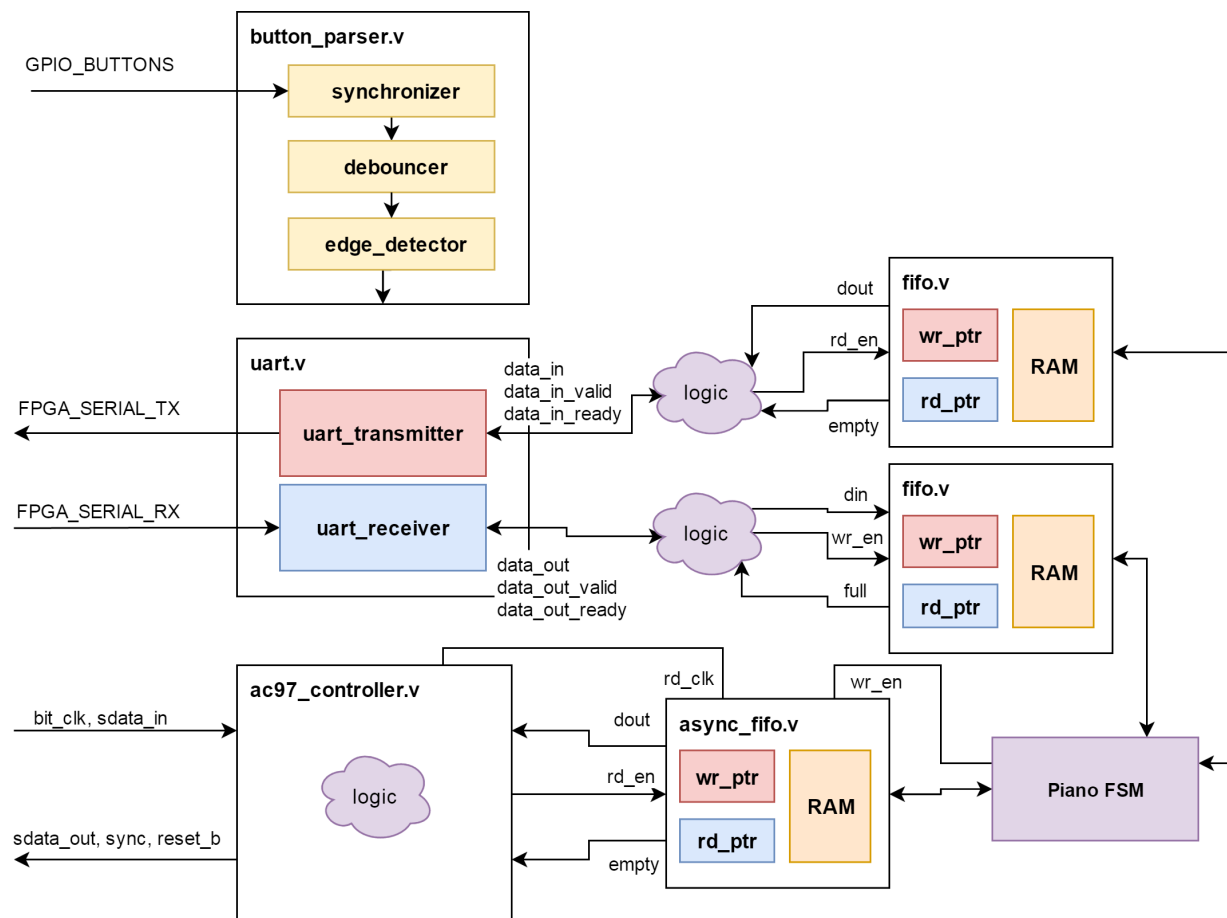 button_parser.v
GPIO_BUTTONS
synchronizer
debouncer
edge_detector
uart.v
FPGA_SERIAL_TX
uart_transmitter
data_in
data_in_valid
data_in_ready
FPGA_SERIAL_RX
uart_receiver
data_out
data_out_valid
data_out_ready
logic
dout
rd_en
empty
fifo.v
wr_ptr
rd_ptr
RAM
logic
din
wr_en
full
fifo.v
wr_ptr
rd_ptr
RAM
ac97_controller.v
bit_clk, sdata_in
logic
sdata_out, sync, reset_b
rd_clk
dout
rd_en
empty
wr_en
async_fifo.v
wr_ptr
rd_ptr
RAM
Piano FSM